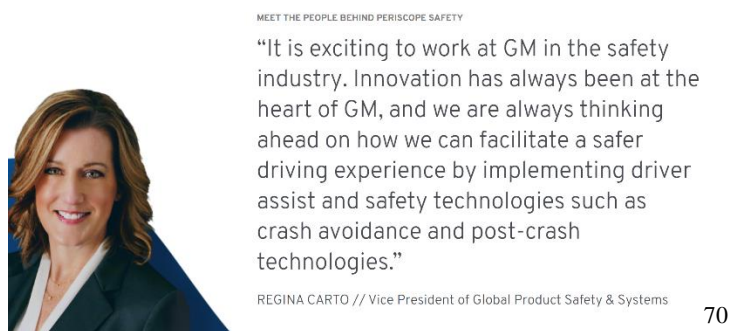 MEET THE PEOPLE BEHIND PERISCOPE SAFETY
“It is exciting to work at GM in the safety
industry. Innovation has always been at the
heart of GM, and we are always thinking
ahead on how we can facilitate a safer
driving experience by implementing driver
assist and safety technologies such as
crash avoidance and post-crash
technologies.”
REGINA CARTO // Vice President of Global Product Safety & Systems
70